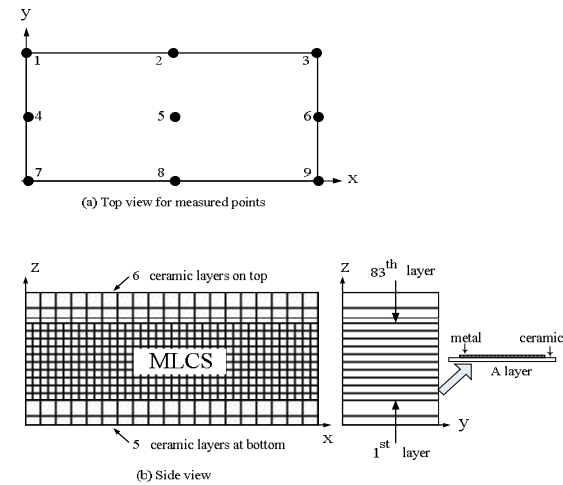 y
1 2 3
4 5 6
7 8 9
x
(a) Top view for measured points
z
6 ceramic layers on top
MLCS
x
5 ceramic layers at bottom
z
83th layer
metal
ceramic
A layer
y
1st layer
(b) Side view